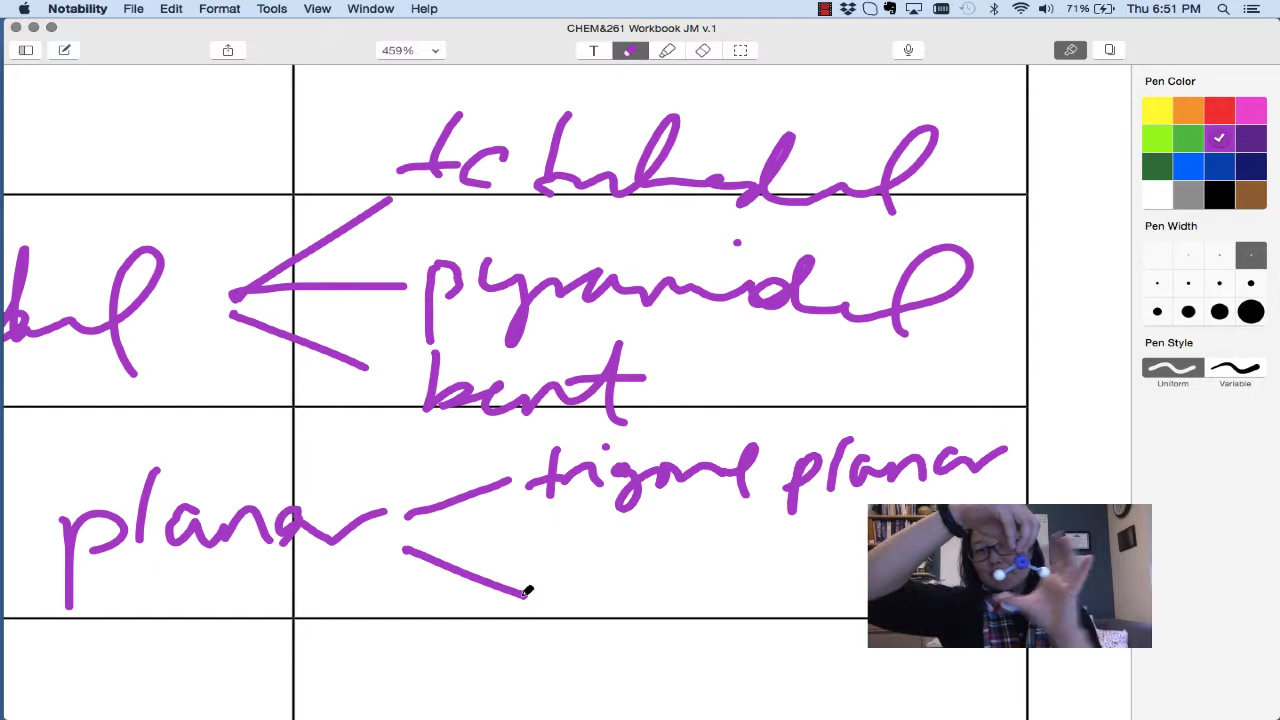 Notability File Edit Format Tools View Window Help 71% Thu 6:51 PM
CHEM&261 Workbook JM v.1
459% T
Pen Color
Pen Width
Pen Style
Uniform Variable
tetrahedral
pyramidal
bent
planar trigonal planar